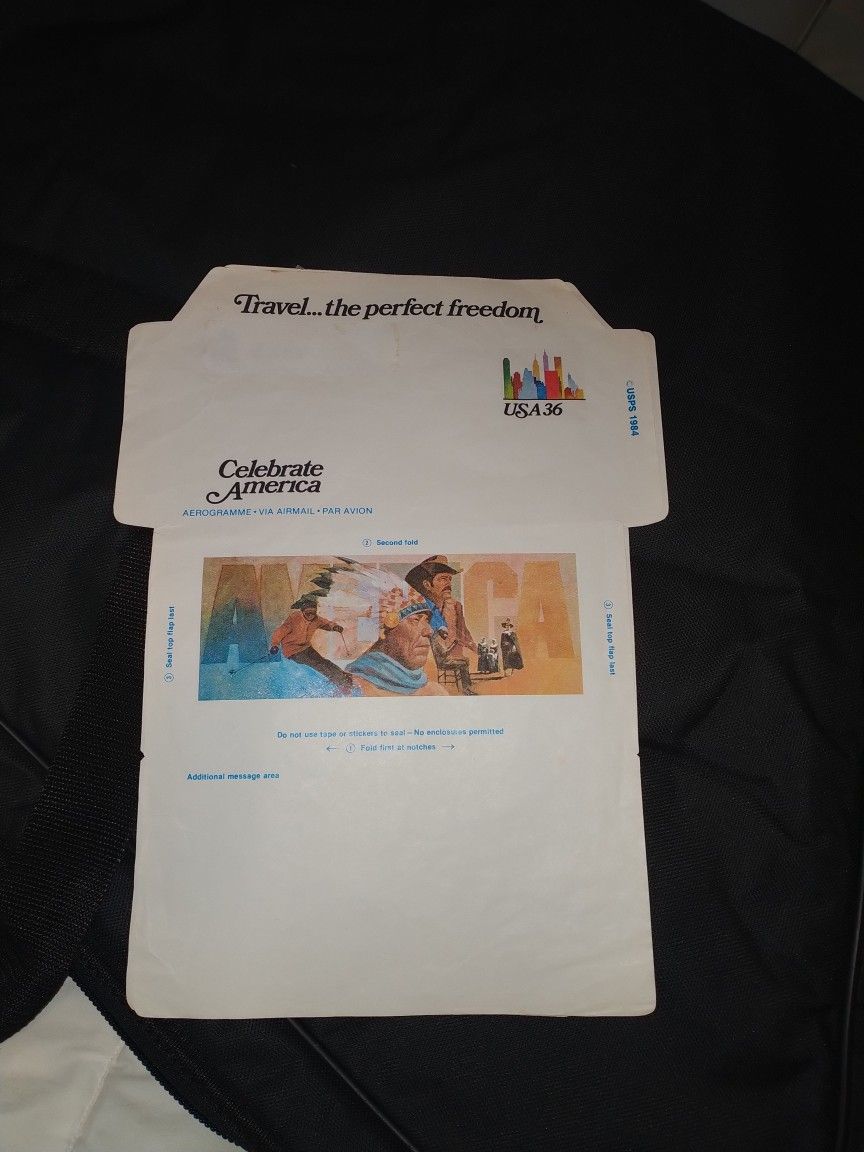 Travel...the perfect freedom
USA 36
© USPS 1984
Celebrate
America
AEROGRAMME • VIA AIRMAIL • PAR AVION
② Second fold
AMERICA
③ Seal top flap last
③ Seal top flap last
Do not use tape or stickers to seal – No enclosures permitted
← ① Fold first at notches →
Additional message area